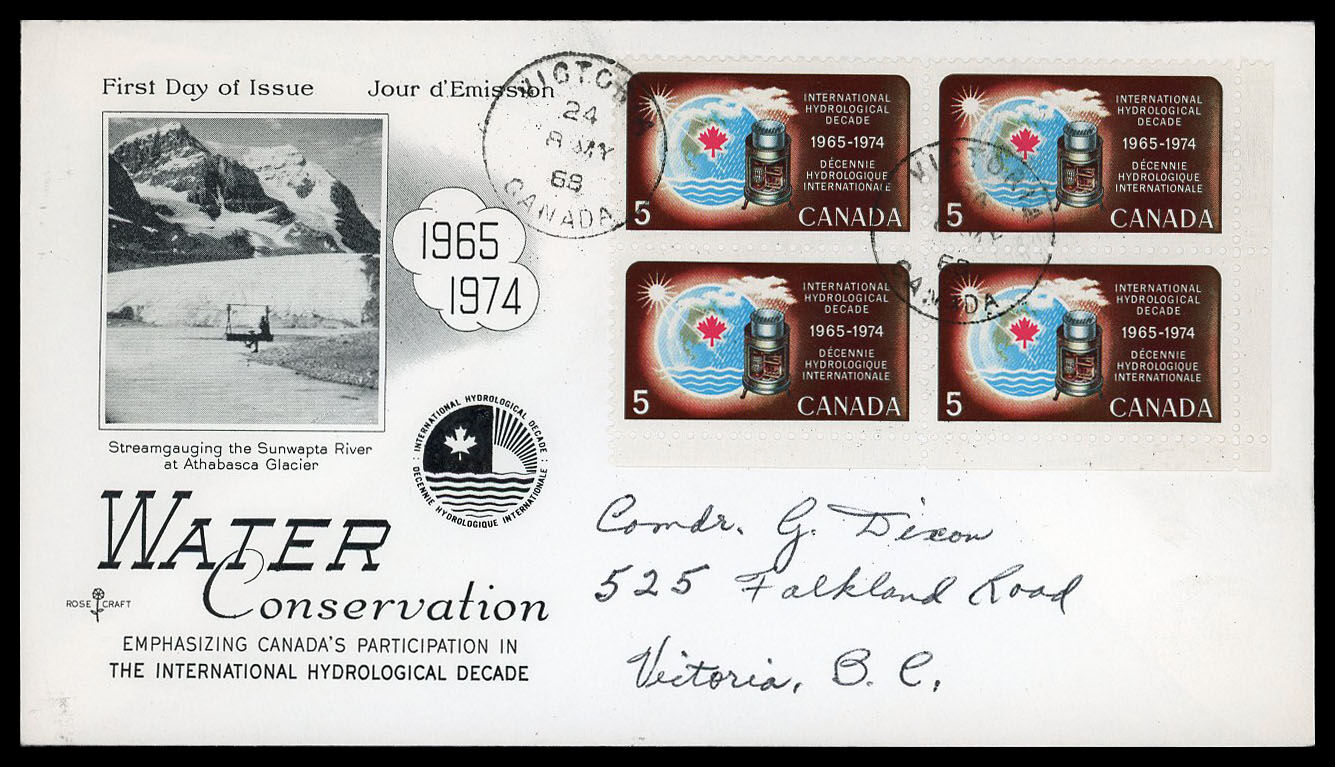 First Day of Issue Jour d'Emission
1965
1974
Streamgauging the Sunwapta River
at Athabasca Glacier
INTERNATIONAL HYDROLOGICAL DECADE:
DÉCENNIE HYDROLOGIQUE INTERNATIONALE:
WATER
Conservation
ROSE CRAFT
EMPHASIZING CANADA'S PARTICIPATION IN
THE INTERNATIONAL HYDROLOGICAL DECADE
24
MY
68
CANADA
INTERNATIONAL
HYDROLOGICAL
DECADE
1965-1974
DÉCENNIE
HYDROLOGIQUE
INTERNATIONALE
5 CANADA
INTERNATIONAL
HYDROLOGICAL
DECADE
1965-1974
DÉCENNIE
HYDROLOGIQUE
INTERNATIONALE
5 CANADA
CANADA
INTERNATIONAL
HYDROLOGICAL
DECADE
1965-1974
DÉCENNIE
HYDROLOGIQUE
INTERNATIONALE
5 CANADA
INTERNATIONAL
HYDROLOGICAL
DECADE
1965-1974
DÉCENNIE
HYDROLOGIQUE
INTERNATIONALE
5 CANADA
Comdr. G. Dixon
525 Falkland Road
Victoria, B. C.